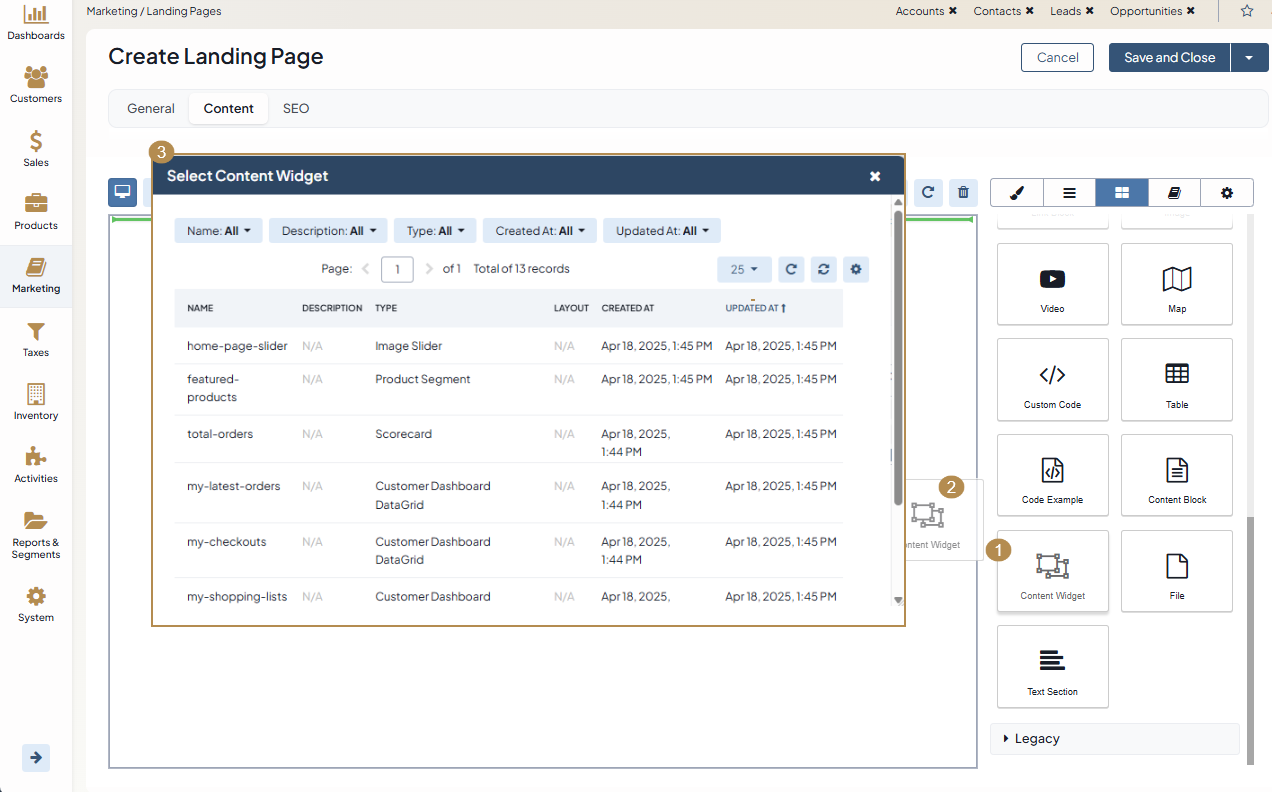 Dashboards
Customers
Sales
Products
Marketing
Taxes
Inventory
Activities
Reports &
Segments
System
Marketing / Landing Pages
Accounts ✖ Contacts ✖ Leads ✖ Opportunities ✖
Create Landing Page
Cancel
Save and Close
General Content SEO
3
Select Content Widget
Name: All Description: All Type: All Created At: All Updated At: All
Page: 1 of 1 Total of 13 records 25
NAME DESCRIPTION TYPE LAYOUT CREATED AT UPDATED AT
home-page-slider N/A Image Slider N/A Apr 18, 2025, 1:45 PM Apr 18, 2025, 1:45 PM
featured-
products N/A Product Segment N/A Apr 18, 2025, 1:45 PM Apr 18, 2025, 1:45 PM
total-orders N/A Scorecard N/A Apr 18, 2025,
1:44 PM Apr 18, 2025, 1:45 PM
my-latest-orders N/A Customer Dashboard
DataGrid N/A Apr 18, 2025,
1:44 PM Apr 18, 2025, 1:45 PM
my-checkouts N/A Customer Dashboard
DataGrid N/A Apr 18, 2025,
1:44 PM Apr 18, 2025, 1:45 PM
my-shopping-lists N/A Customer Dashboard N/A Apr 18, 2025, Apr 18, 2025, 1:45 PM
2
ntent Widget
1
Video
Map
Custom Code
Table
Code Example
Content Block
Content Widget
File
Text Section
Legacy